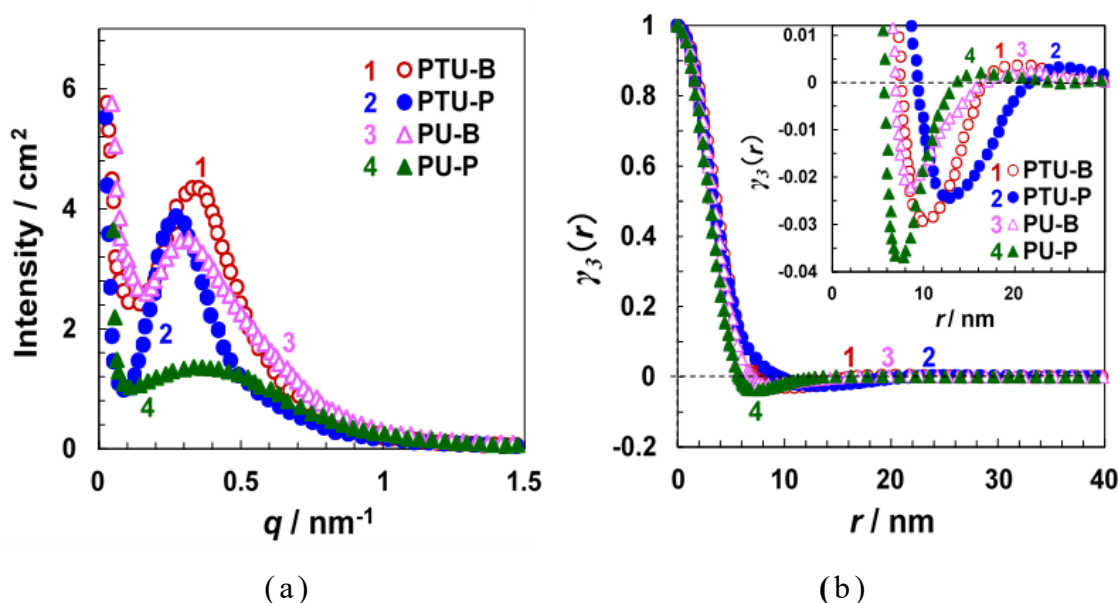 6
4
2
0
Intensity / cm²
0
0.5
1
1.5
q / nm⁻¹
1 PTU-B
2 PTU-P
3 PU-B
4 PU-P
1
2
3
4
(a)
1
0.8
0.6
0.4
0.2
0
-0.2
γ₃(r)
0
10
20
30
40
r / nm
1
3
2
4
0.01
0
-0.01
-0.02
-0.03
-0.04
γ₃(r)
0
10
20
r / nm
4
1
3
2
1 PTU-B
2 PTU-P
3 PU-B
4 PU-P
(b)